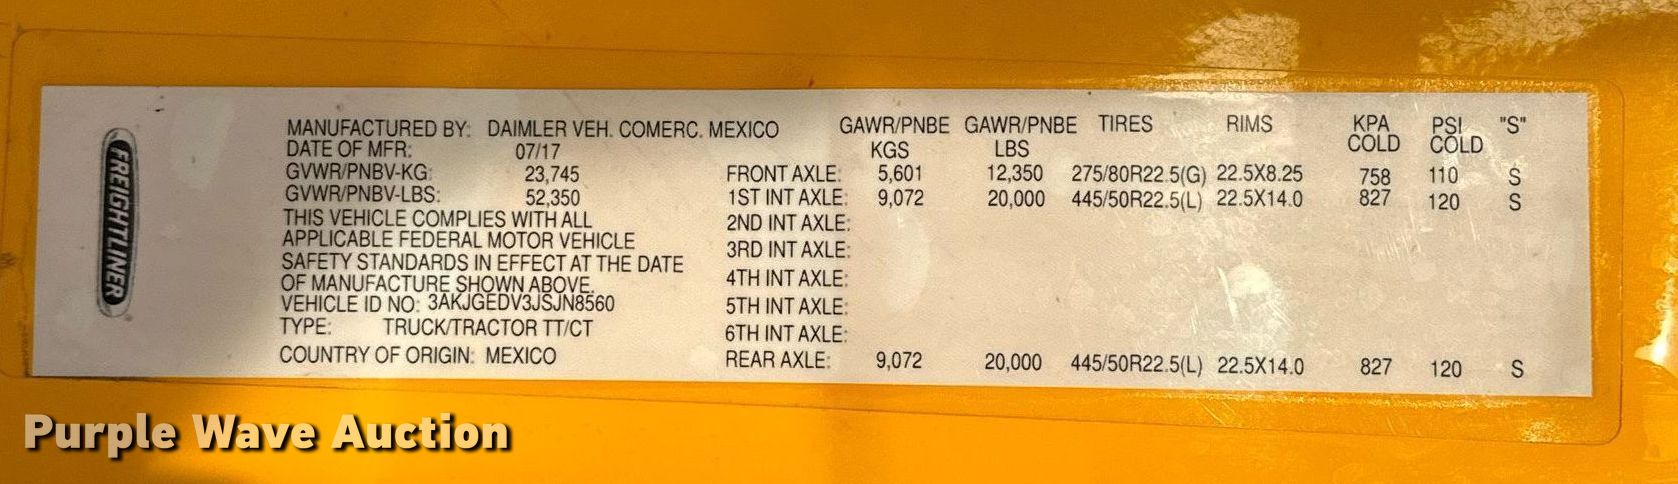 FREIGHTLINER
MANUFACTURED BY: DAIMLER VEH. COMERC. MEXICO
DATE OF MFR: 07/17
GVWR/PNBV-KG: 23,745
GVWR/PNBV-LBS: 52,350
THIS VEHICLE COMPLIES WITH ALL
APPLICABLE FEDERAL MOTOR VEHICLE
SAFETY STANDARDS IN EFFECT AT THE DATE
OF MANUFACTURE SHOWN ABOVE.
VEHICLE ID NO: 3AKJGEDV3JSJN8560
TYPE: TRUCK/TRACTOR TT/CT
COUNTRY OF ORIGIN: MEXICO
GAWR/PNBE GAWR/PNBE TIRES RIMS KPA PSI "S"
KGS LBS COLD COLD
FRONT AXLE: 5,601 12,350 275/80R22.5(G) 22.5X8.25 758 110 S
1ST INT AXLE: 9,072 20,000 445/50R22.5(L) 22.5X14.0 827 120 S
2ND INT AXLE:
3RD INT AXLE:
4TH INT AXLE:
5TH INT AXLE:
6TH INT AXLE:
REAR AXLE: 9,072 20,000 445/50R22.5(L) 22.5X14.0 827 120 S
Purple Wave Auction